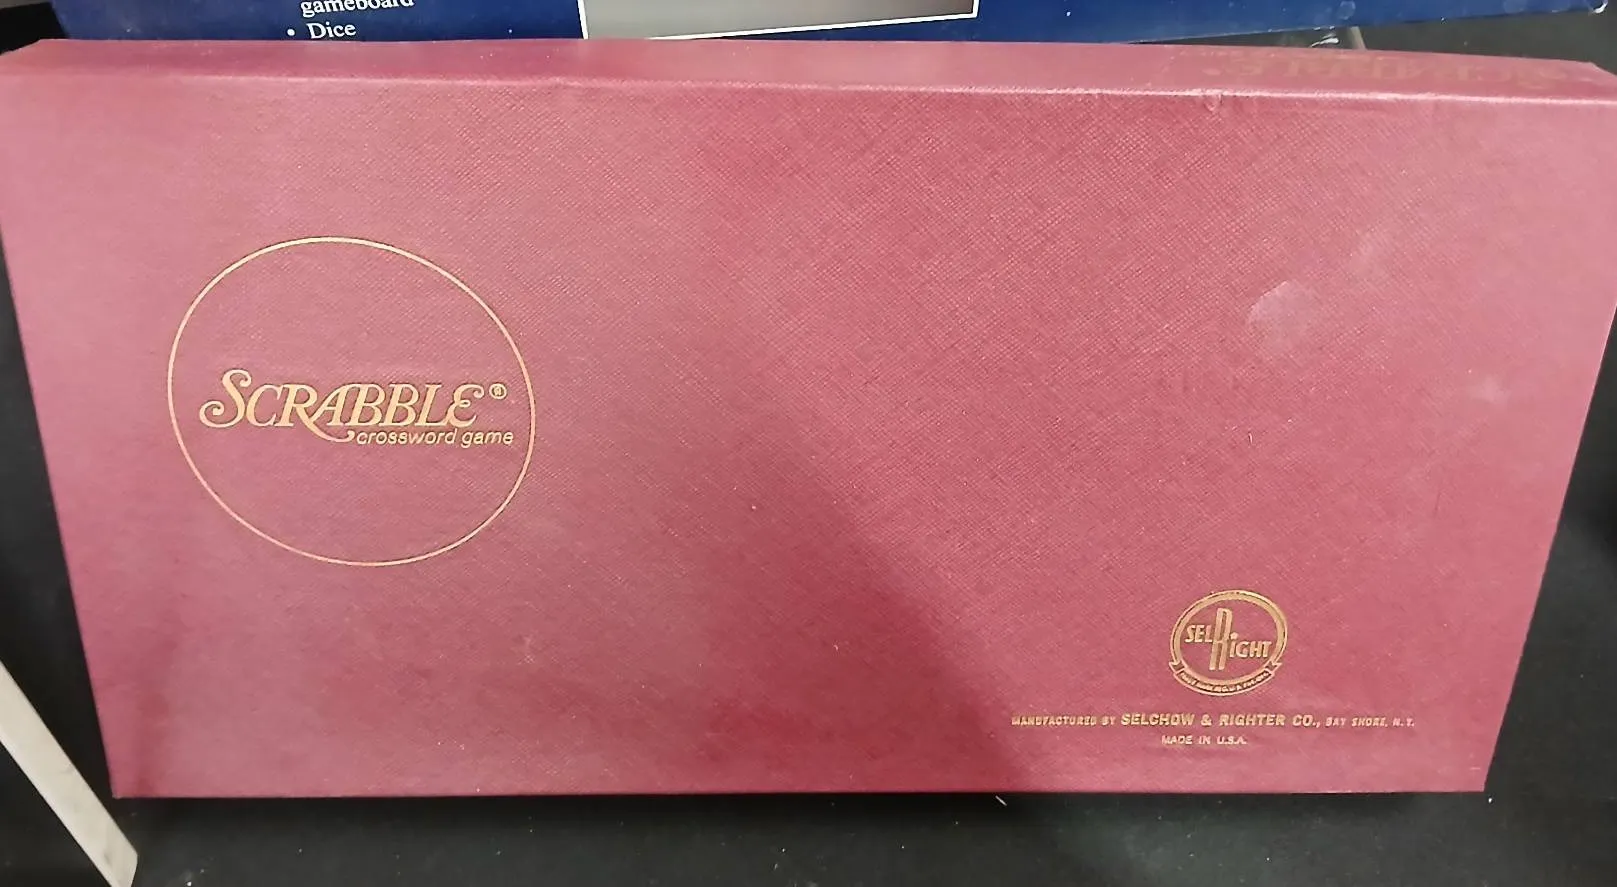 gameboard
• Dice
SCRABBLE®
crossword game
SEL RiGHT
MANUFACTURED BY SELCHOW & RIGHTER CO., BAY SHORE, N.Y.
MADE IN U.S.A.